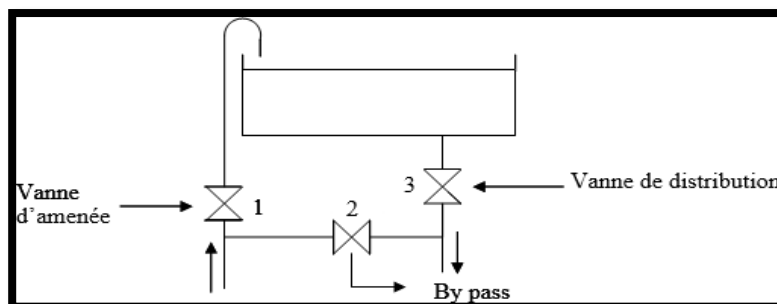 Vanne
d’amenée
1
2
3
Vanne de distribution
By pass